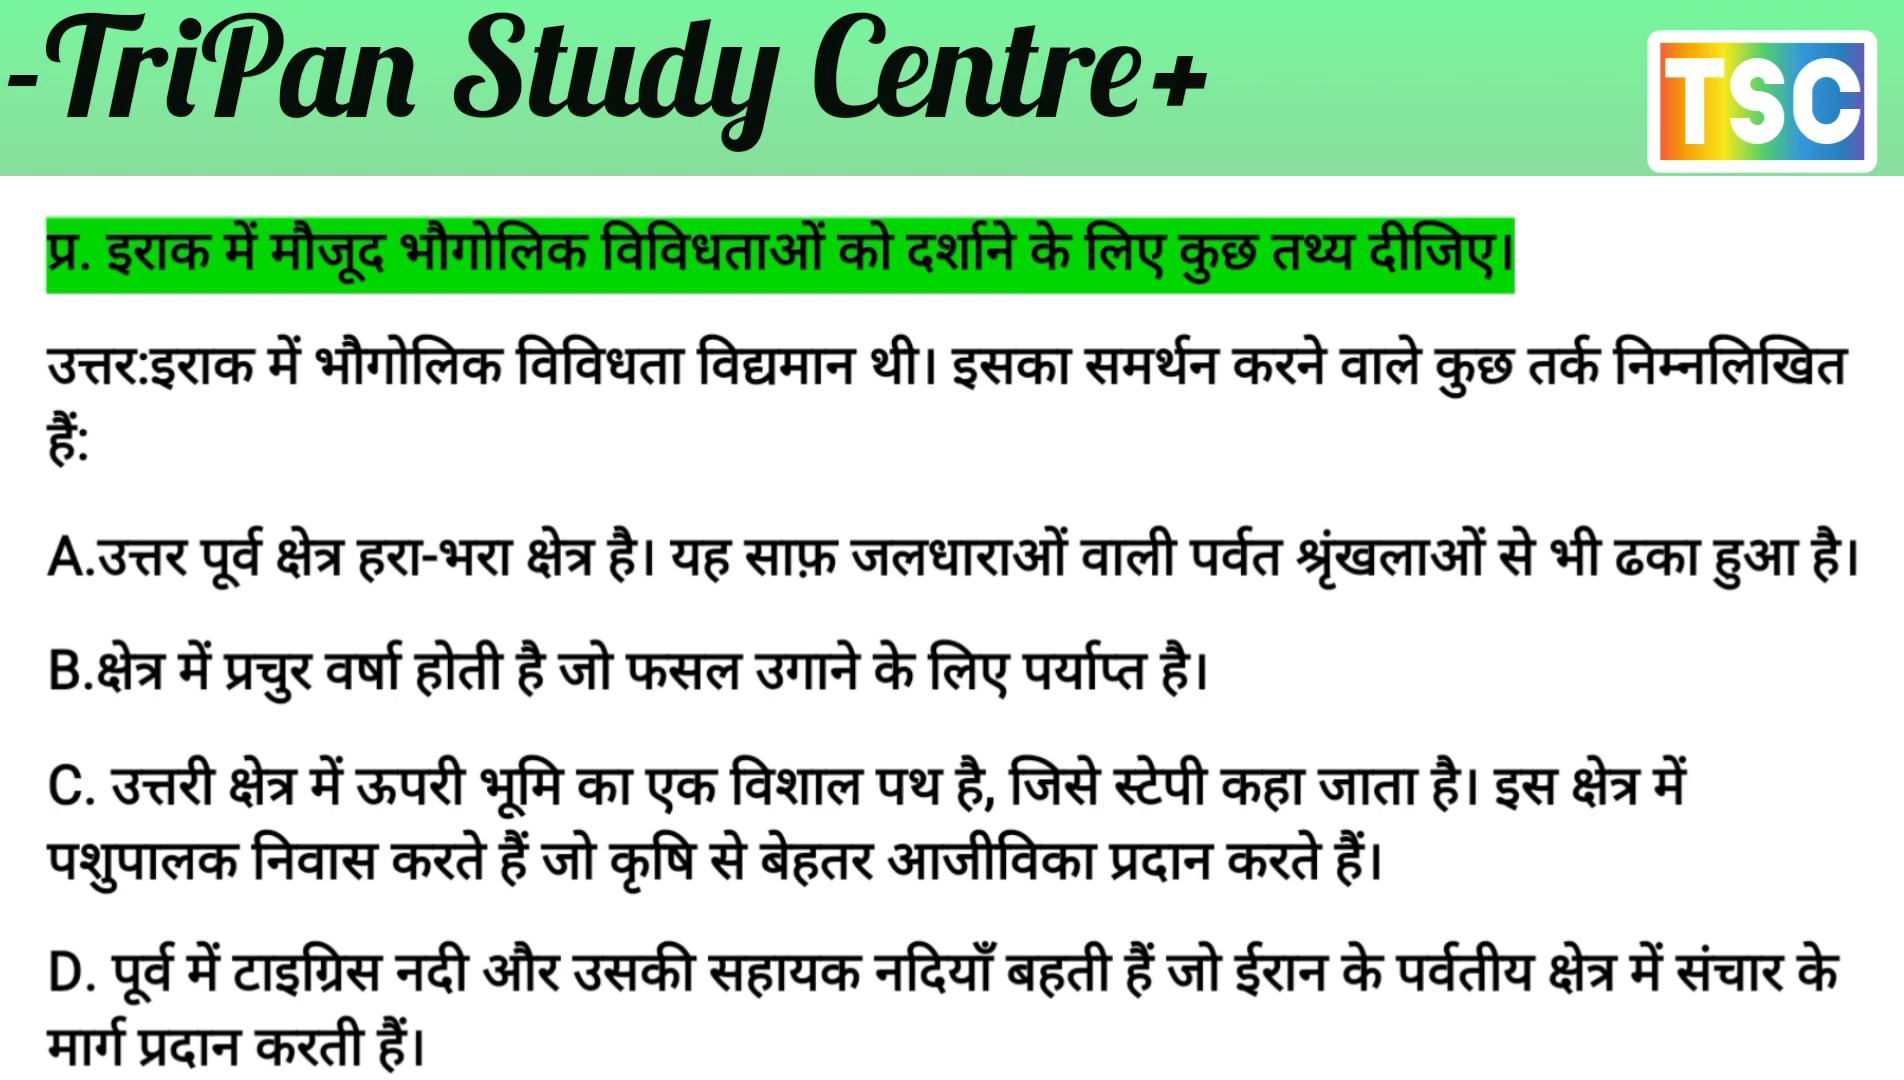 -TriPan Study Centre+
TSC
प्र. इराक में मौजूद भौगोलिक विविधताओं को दर्शाने के लिए कुछ तथ्य दीजिए।
उत्तर:इराक में भौगोलिक विविधता विद्यमान थी। इसका समर्थन करने वाले कुछ तर्क निम्नलिखित
हैं:
A.उत्तर पूर्व क्षेत्र हरा-भरा क्षेत्र है। यह साफ़ जलधाराओं वाली पर्वत श्रृंखलाओं से भी ढका हुआ है।
B.क्षेत्र में प्रचुर वर्षा होती है जो फसल उगाने के लिए पर्याप्त है।
C. उत्तरी क्षेत्र में ऊपरी भूमि का एक विशाल पथ है, जिसे स्टेपी कहा जाता है। इस क्षेत्र में
पशुपालक निवास करते हैं जो कृषि से बेहतर आजीविका प्रदान करते हैं।
D. पूर्व में टाइग्रिस नदी और उसकी सहायक नदियाँ बहती हैं जो ईरान के पर्वतीय क्षेत्र में संचार के
मार्ग प्रदान करती हैं।